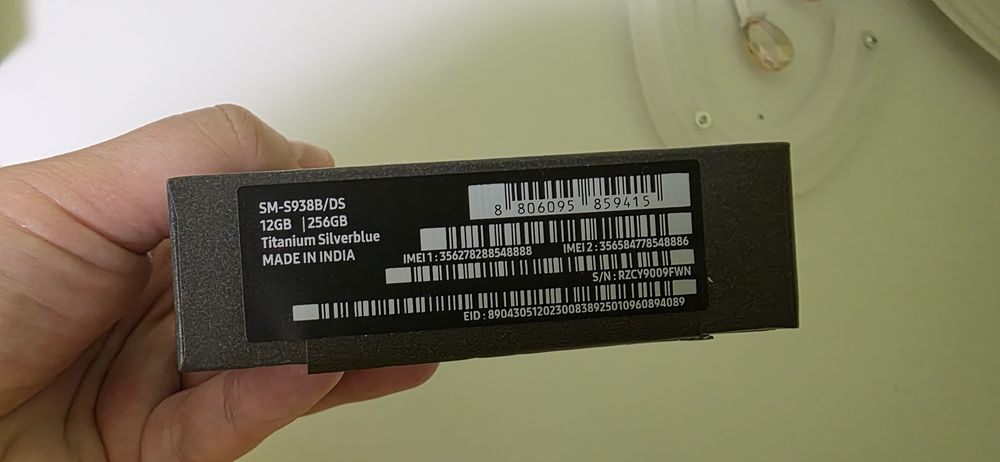 SM-S938B/DS
12GB | 256GB
Titanium Silverblue
MADE IN INDIA
8 806095 859415
IMEI 1 : 356278288548888
IMEI 2 : 356584778548886
S/N : RZCY9009FWN
EID : 89043051202300838925010960894089